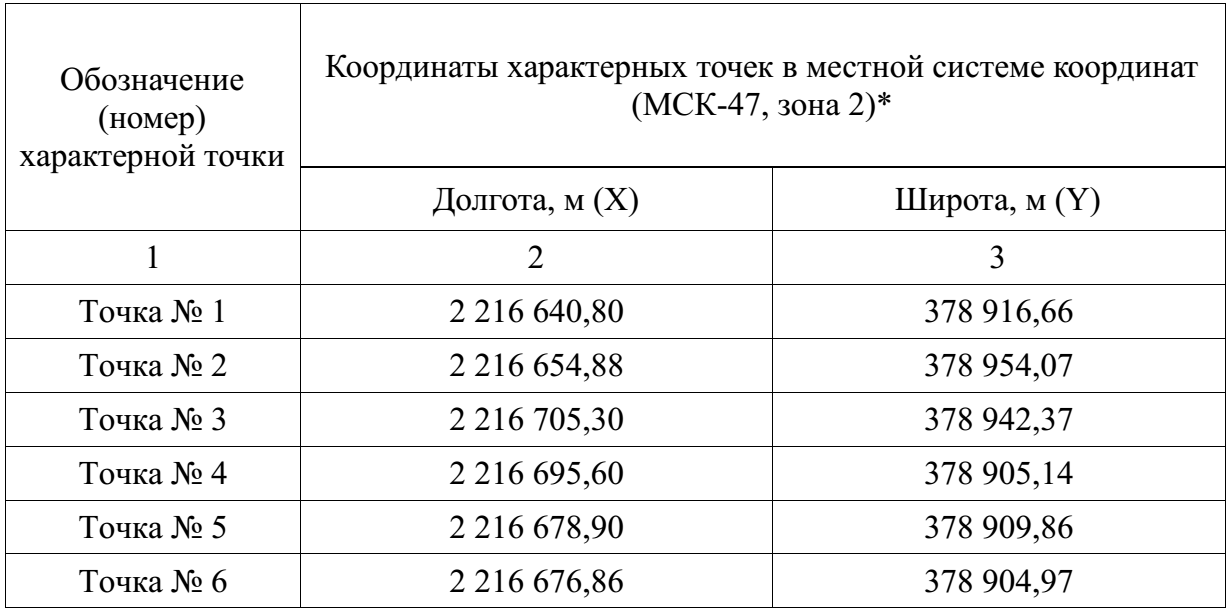 Обозначение
(номер)
характерной точки
Координаты характерных точек в местной системе координат
(МСК-47, зона 2)*
Долгота, м (X)
Широта, м (Y)
1
2
3
Точка № 1
2 216 640,80
378 916,66
Точка № 2
2 216 654,88
378 954,07
Точка № 3
2 216 705,30
378 942,37
Точка № 4
2 216 695,60
378 905,14
Точка № 5
2 216 678,90
378 909,86
Точка № 6
2 216 676,86
378 904,97